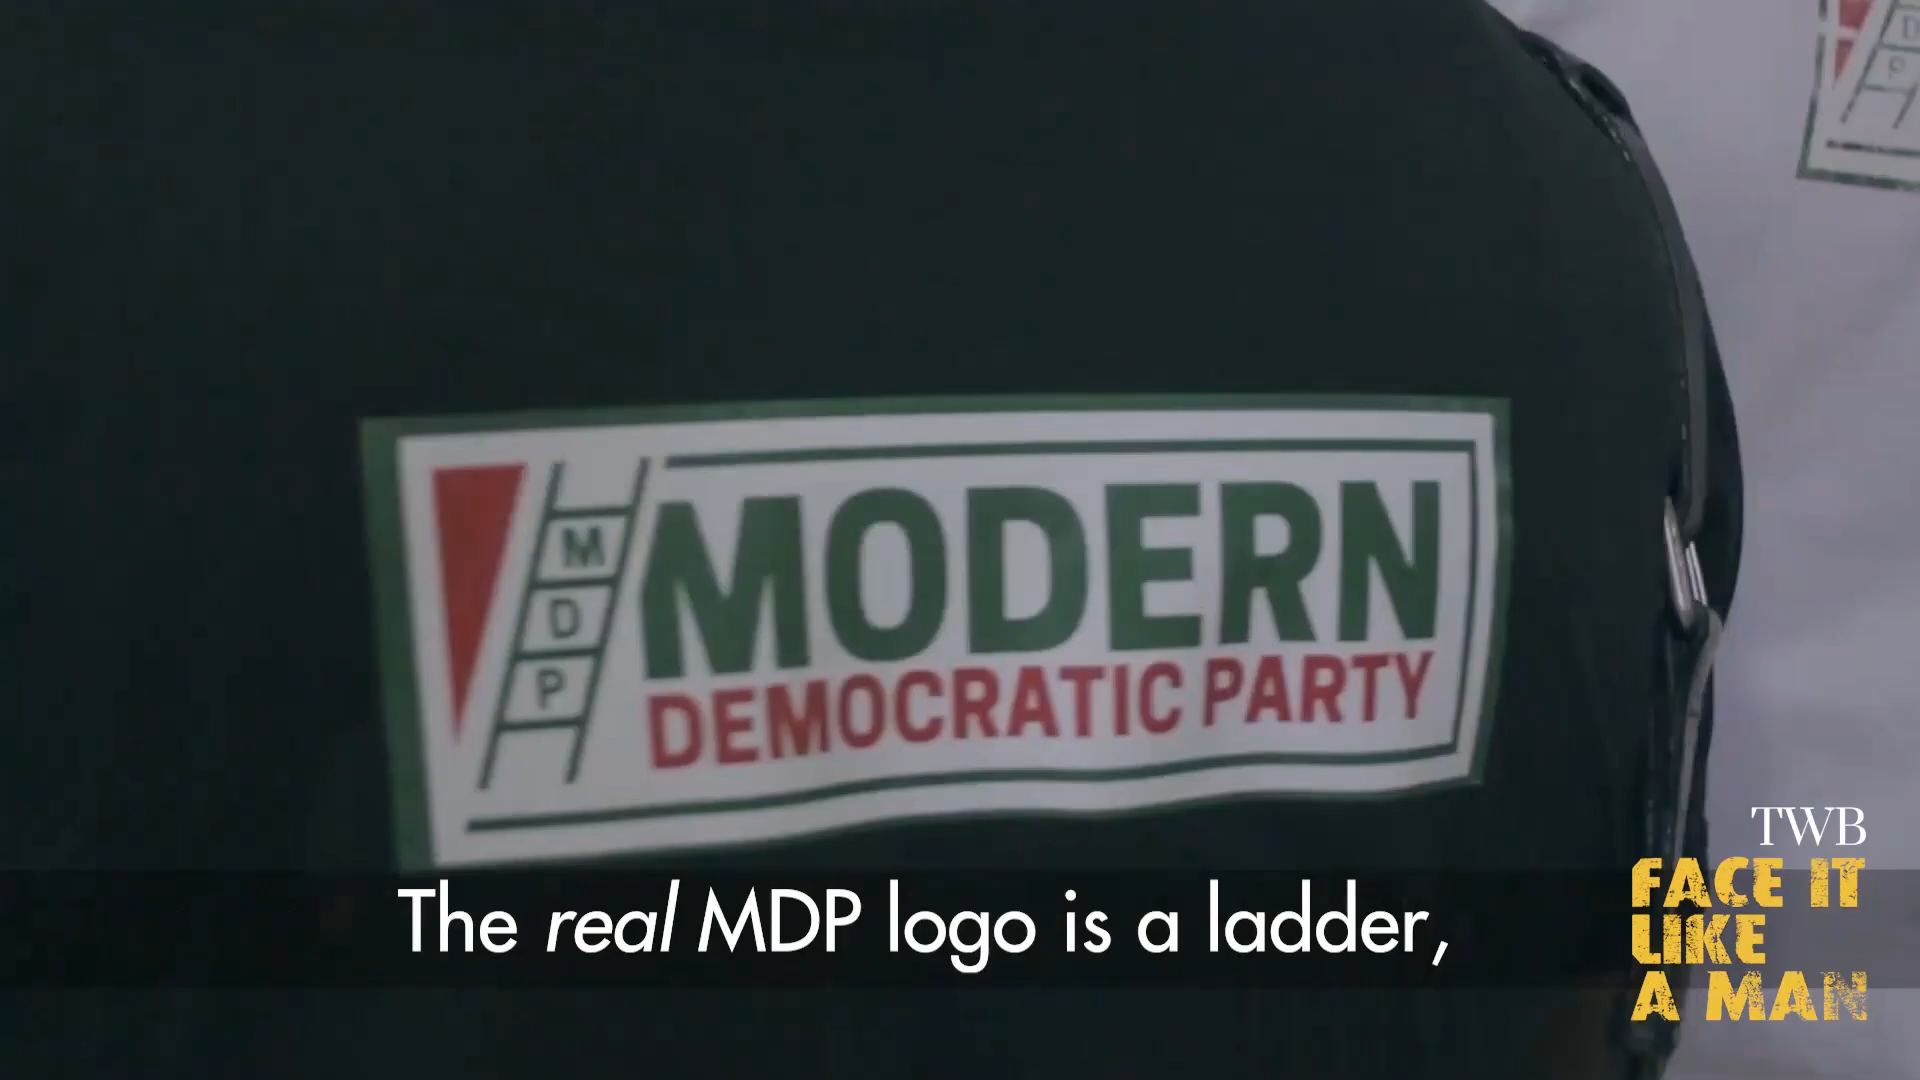 D
P
M
D
P
MODERN
DEMOCRATIC PARTY
TWB
FACE IT
LIKE
A MAN
The real MDP logo is a ladder,